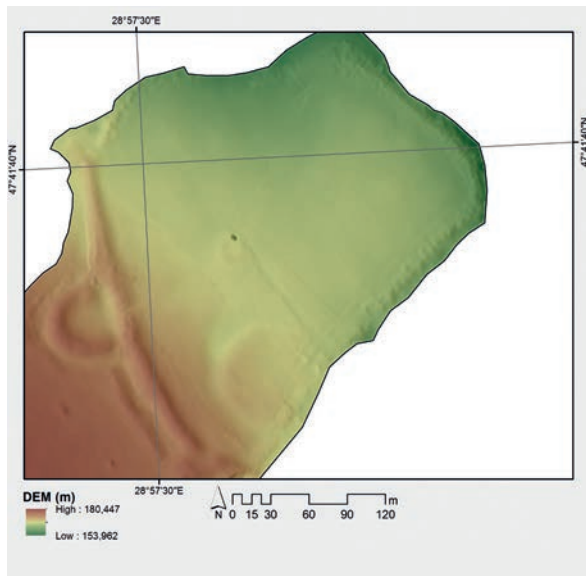 28°57'30"E
47°41'40"N
47°41'40"N
28°57'30"E
DEM (m)
High : 180,447
Low : 153,962
N
0 15 30 60 90 120
m